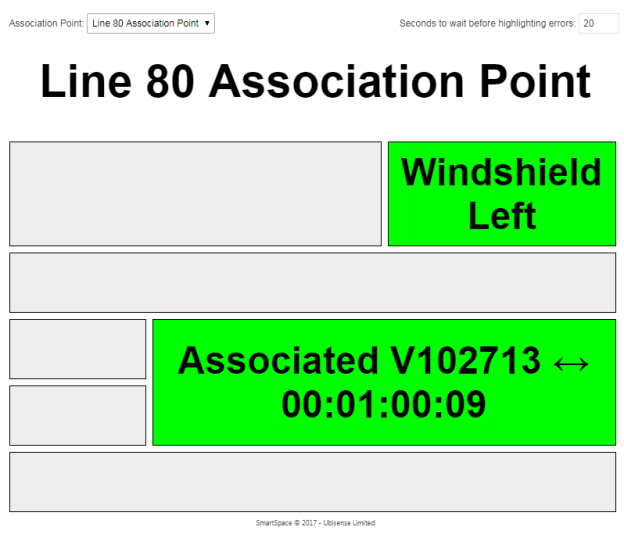 Association Point: Line 80 Association Point Seconds to wait before highlighting errors: 20
Line 80 Association Point
Windshield
Left
Associated V102713 ↔
00:01:00:09
SmartSpace © 2017 - Ubisense Limited